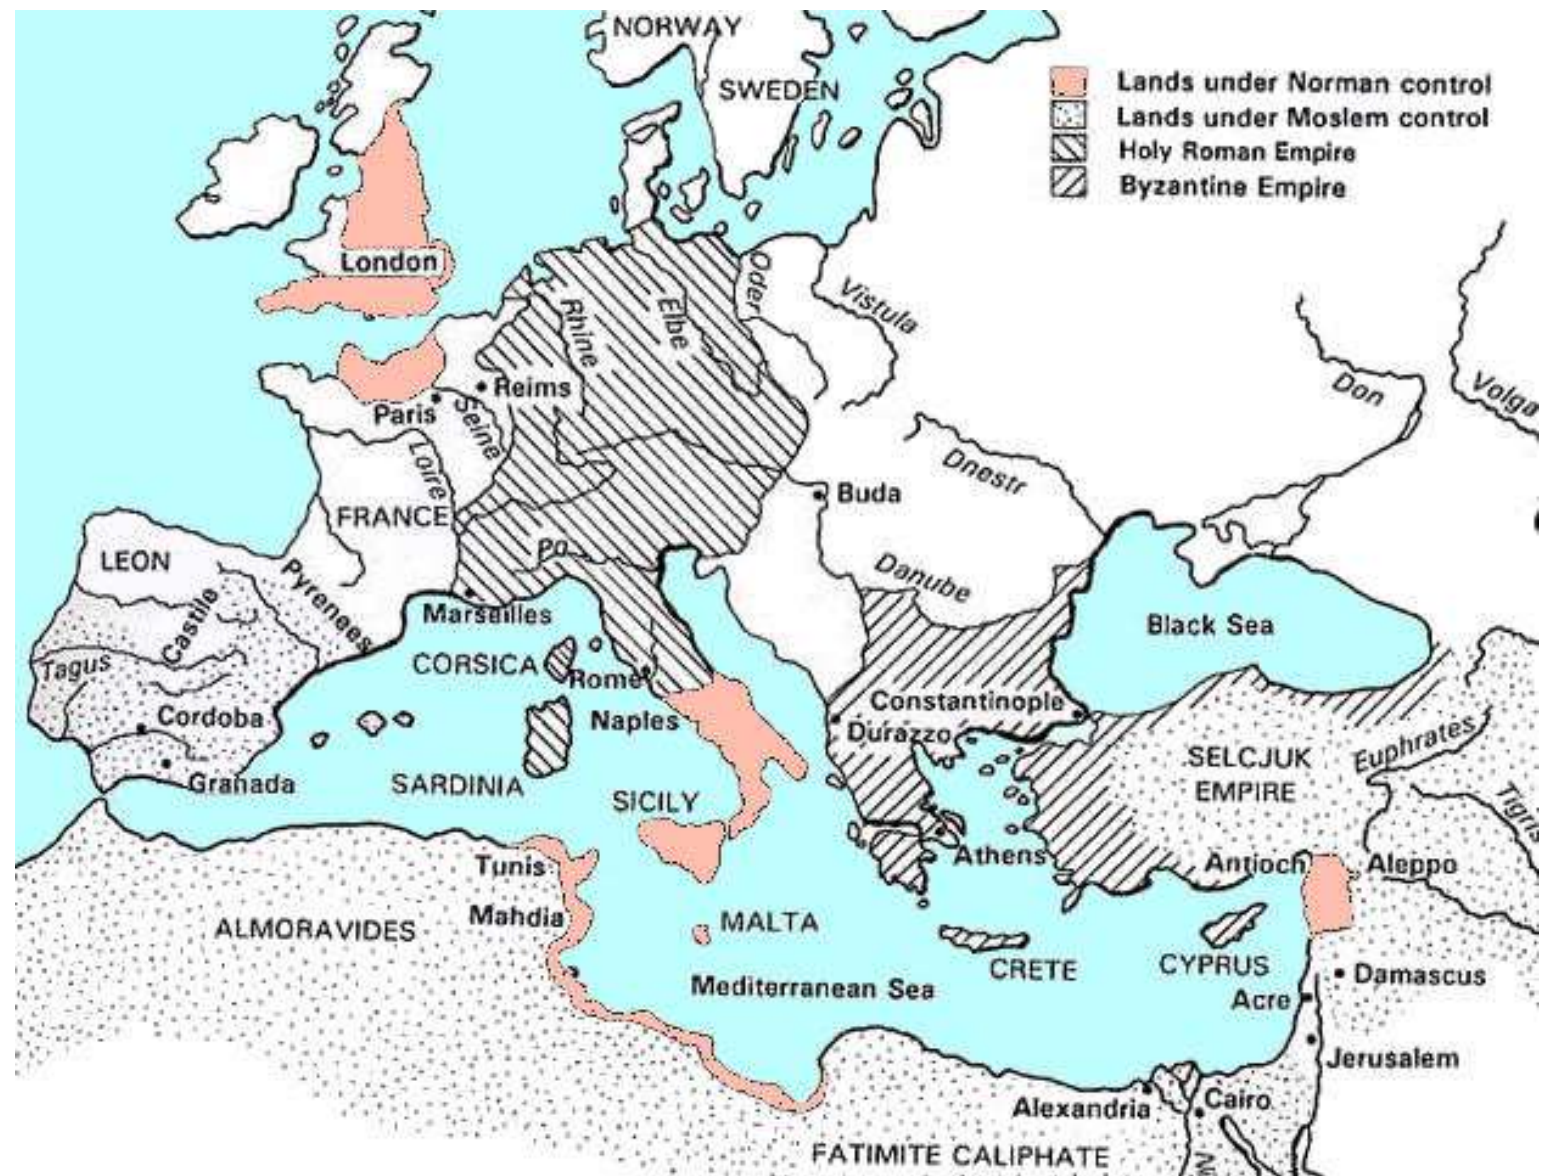 NORWAY
SWEDEN
Lands under Norman control
Lands under Moslem control
Holy Roman Empire
Byzantine Empire
London
Oder
Vistula
Rhine
Elbe
Reims
Paris
Seine
Loire
Don
Volga
Dnestr
Buda
FRANCE
LEON
Po
Pyrenees
Castile
Danube
Marseilles
Black Sea
Tagus
CORSICA
Rome
Cordoba
Naples
Constantinople
Durazzo
Euphrates
SELCJUK
EMPIRE
Granada
SARDINIA
SICILY
Tigris
Tunis
Athens
Antioch
Aleppo
Mahdia
ALMORAVIDES
MALTA
CRETE
CYPRUS
Damascus
Mediterranean Sea
Acre
Jerusalem
Alexandria
Cairo
FATIMITE CALIPHATE